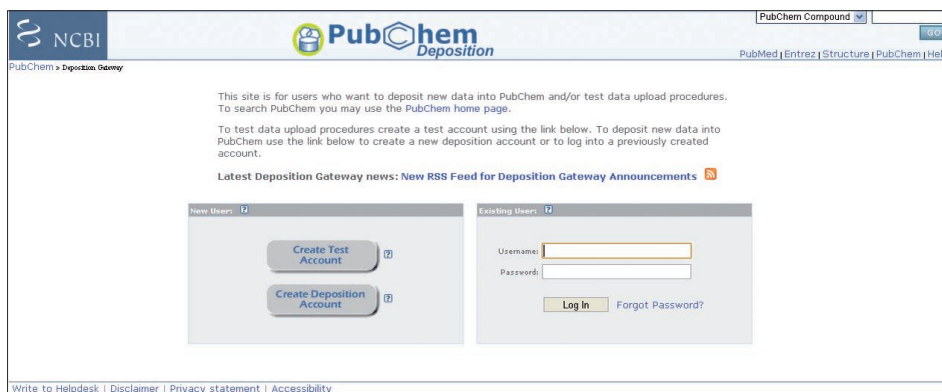 NCBI
PubChem
Deposition
PubChem Compound
GO
PubMed | Entrez | Structure | PubChem | Hel
PubChem » Deposition Gateway
This site is for users who want to deposit new data into PubChem and/or test data upload procedures.
To search PubChem you may use the PubChem home page.
To test data upload procedures create a test account using the link below. To deposit new data into
PubChem use the link below to create a new deposition account or to log into a previously created
account.
Latest Deposition Gateway news: New RSS Feed for Deposition Gateway Announcements
New User: ?
Create Test
Account ?
Create Deposition
Account ?
Existing User: ?
Username:
Password:
Log In Forgot Password?
Write to Helpdesk | Disclaimer | Privacy statement | Accessibility